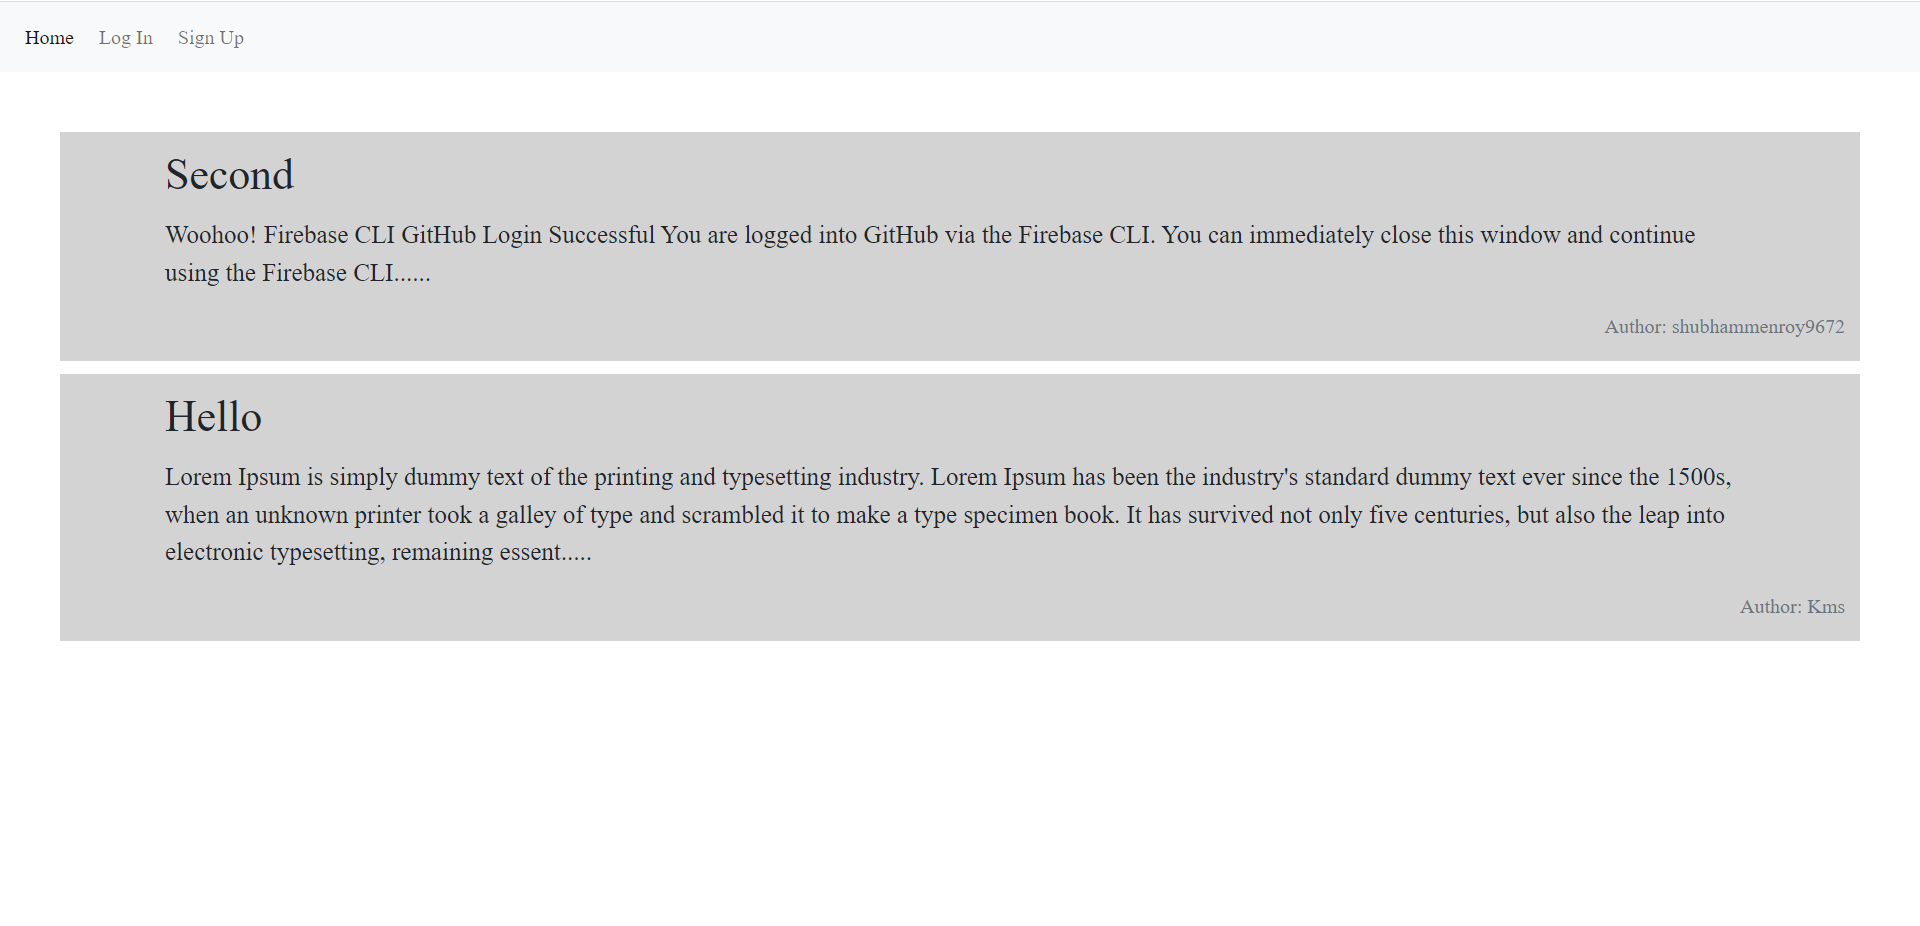 Home Log In Sign Up
Second
Woohoo! Firebase CLI GitHub Login Successful You are logged into GitHub via the Firebase CLI. You can immediately close this window and continue
using the Firebase CLI......
Author: shubhammenroy9672
Hello
Lorem Ipsum is simply dummy text of the printing and typesetting industry. Lorem Ipsum has been the industry's standard dummy text ever since the 1500s,
when an unknown printer took a galley of type and scrambled it to make a type specimen book. It has survived not only five centuries, but also the leap into
electronic typesetting, remaining essent.....
Author: Kms